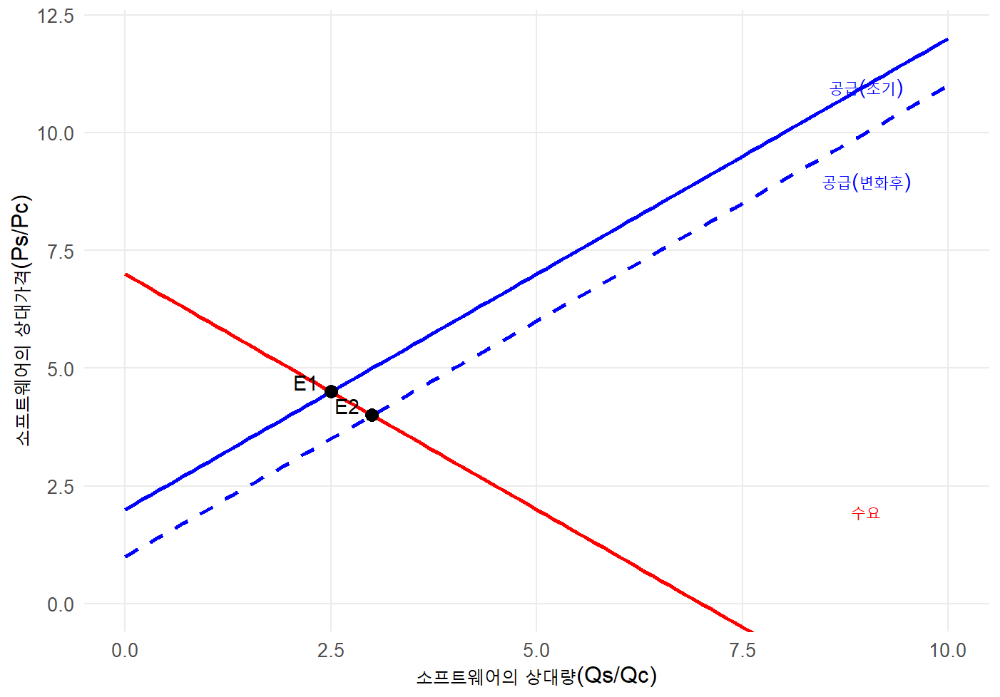 12.5
10.0
7.5
5.0
2.5
0.0
소프트웨어의 상대가격(Ps/Pc)
공급(초기)
공급(변화후)
E1
E2
수요
0.0
2.5
5.0
7.5
10.0
소프트웨어의 상대량(Qs/Qc)